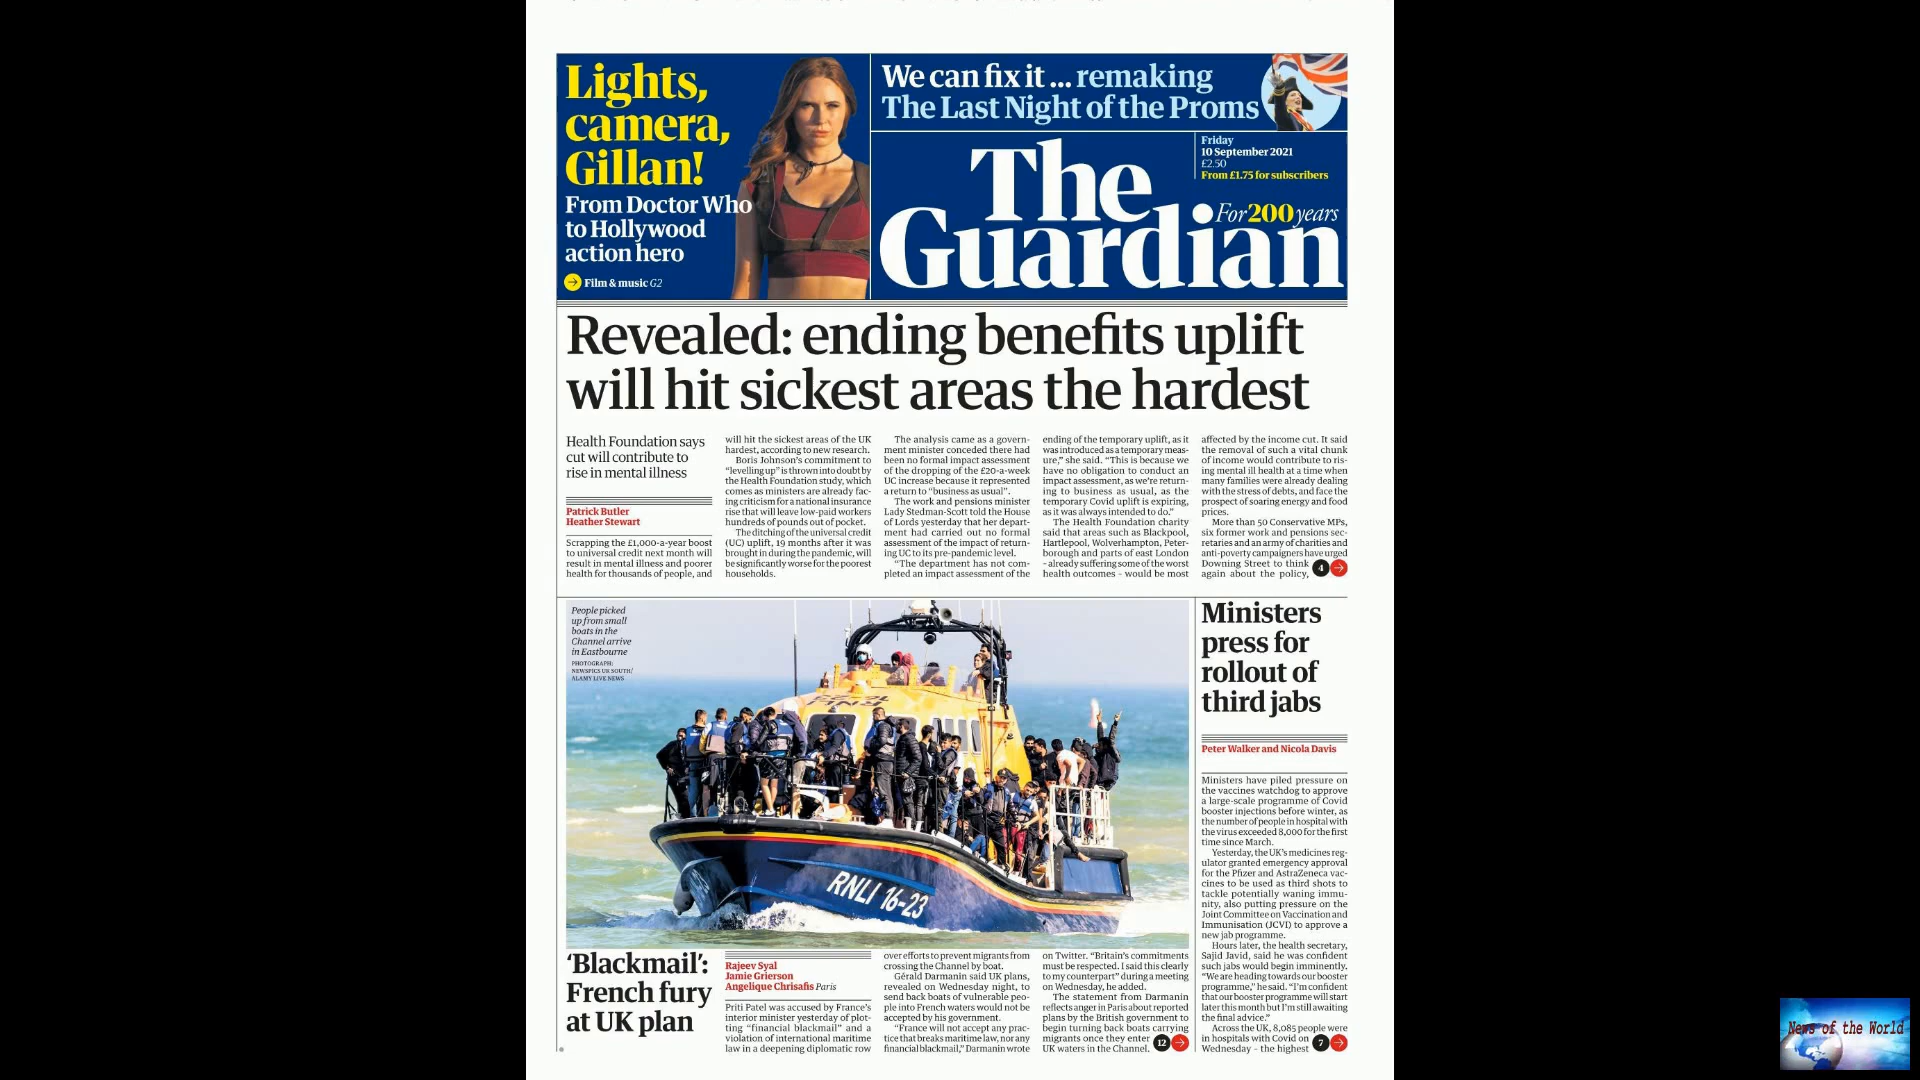 Lights,
camera,
Gillan!
From Doctor Who
to Hollywood
action hero
Film & music G2
We can fix it ... remaking
The Last Night of the Proms
Friday
10 September 2021
£2.50
From £1.75 for subscribers
The
Guardian
For 200 years
Revealed: ending benefits uplift
will hit sickest areas the hardest
Health Foundation says
cut will contribute to
rise in mental illness
Patrick Butler
Heather Stewart
Scrapping the £1,000-a-year boost
to universal credit next month will
result in mental illness and poorer
health for thousands of people, and
will hit the sickest areas of the UK
hardest, according to new research.
Boris Johnson's commitment to
"levelling up" is thrown into doubt by
the Health Foundation study, which
comes as ministers are already fac-
ing criticism for a national insurance
rise that will leave low-paid workers
hundreds of pounds out of pocket.
The ditching of the universal credit
(UC) uplift, 19 months after it was
brought in during the pandemic, will
be significantly worse for the poorest
households.
The analysis came as a govern-
ment minister conceded there had
been no formal impact assessment
of the dropping of the £20-a-week
UC increase because it represented
a return to "business as usual".
The work and pensions minister
Lady Stedman-Scott told the House
of Lords yesterday that her depart-
ment had carried out no formal
assessment of the impact of return-
ing UC to its pre-pandemic level.
"The department has not com-
pleted an impact assessment of the
ending of the temporary uplift, as it
was introduced as a temporary meas-
ure," she said. "This is because we
have no obligation to conduct an
impact assessment, as we're return-
ing to business as usual, as the
temporary Covid uplift is expiring,
as it was always intended to do."
The Health Foundation charity
said that areas such as Blackpool,
Hartlepool, Wolverhampton, Peter-
borough and parts of east London
– already suffering some of the worst
health outcomes – would be most
affected by the income cut. It said
the removal of such a vital chunk
of income would contribute to ris-
ing mental ill health at a time when
many families were already dealing
with the stress of debts, and face the
prospect of soaring energy and food
prices.
More than 50 Conservative MPs,
six former work and pensions sec-
retaries and an army of charities and
anti-poverty campaigners have urged
Downing Street to think
again about the policy,
4
People picked
up from small
boats in the
Channel arrive
in Eastbourne
PHOTOGRAPH:
NEWSPICS UK SOUTH/
ALAMY LIVE NEWS
RNLI 16-23
Ministers
press for
rollout of
third jabs
Peter Walker and Nicola Davis
Ministers have piled pressure on
the vaccines watchdog to approve
a large-scale programme of Covid
booster injections before winter, as
the number of people in hospital with
the virus exceeded 8,000 for the first
time since March.
Yesterday, the UK's medicines reg-
ulator granted emergency approval
for the Pfizer and AstraZeneca vac-
cines to be used as third shots to
tackle potentially waning immu-
nity, also putting pressure on the
Joint Committee on Vaccination and
Immunisation (JCVI) to approve a
new jab programme.
Hours later, the health secretary,
Sajid Javid, said he was confident
such jabs would begin imminently.
"We are heading towards our booster
programme," he said. "I'm confident
that our booster programme will start
later this month but I'm still awaiting
the final advice."
Across the UK, 8,085 people were
in hospitals with Covid on
Wednesday – the highest
7
'Blackmail':
French fury
at UK plan
Rajeev Syal
Jamie Grierson
Angelique Chrisafis Paris
Priti Patel was accused by France's
interior minister yesterday of plot-
ting "financial blackmail" and a
violation of international maritime
law in a deepening diplomatic row
over efforts to prevent migrants from
crossing the Channel by boat.
Gérald Darmanin said UK plans,
revealed on Wednesday night, to
send back boats of vulnerable peo-
ple into French waters would not be
accepted by his government.
"France will not accept any prac-
tice that breaks maritime law, nor any
financial blackmail," Darmanin wrote
on Twitter. "Britain's commitments
must be respected. I said this clearly
to my counterpart" during a meeting
on Wednesday, he added.
The statement from Darmanin
reflects anger in Paris about reported
plans by the British government to
begin turning back boats carrying
migrants once they enter
UK waters in the Channel.
12
News of the World